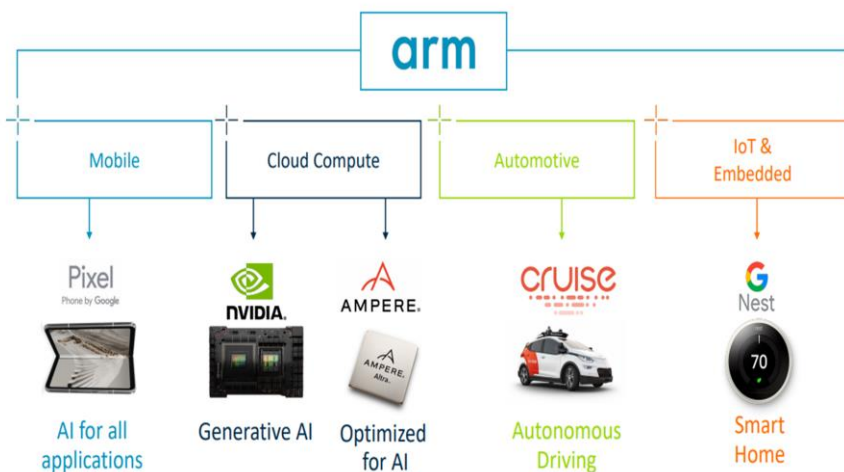 arm
Mobile
Cloud Compute
Automotive
IoT &
Embedded
Pixel
Phone by Google
NVIDIA.
AMPERE.
cruise
G
Nest
AMPERE.
Altra.
70
AI for all
applications
Generative AI
Optimized
for AI
Autonomous
Driving
Smart
Home